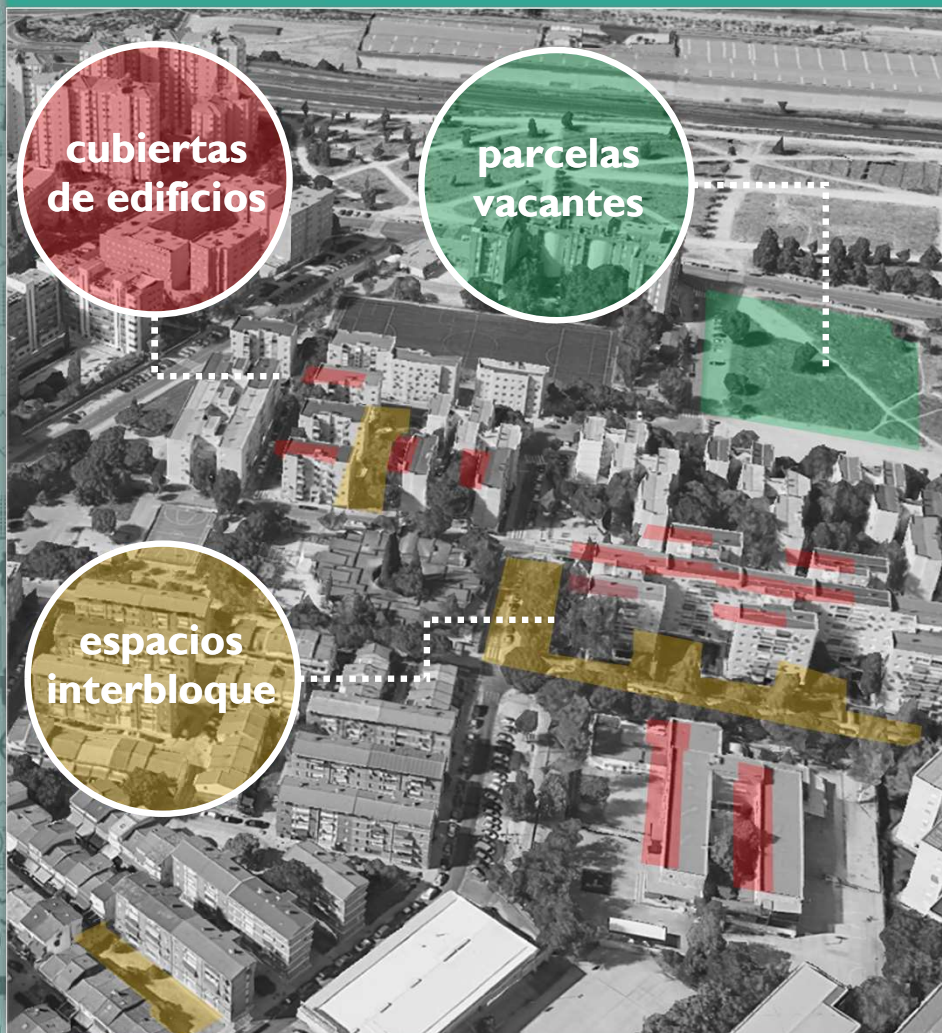 cubiertas
de edificios
parcelas
vacantes
espacios
interbloque